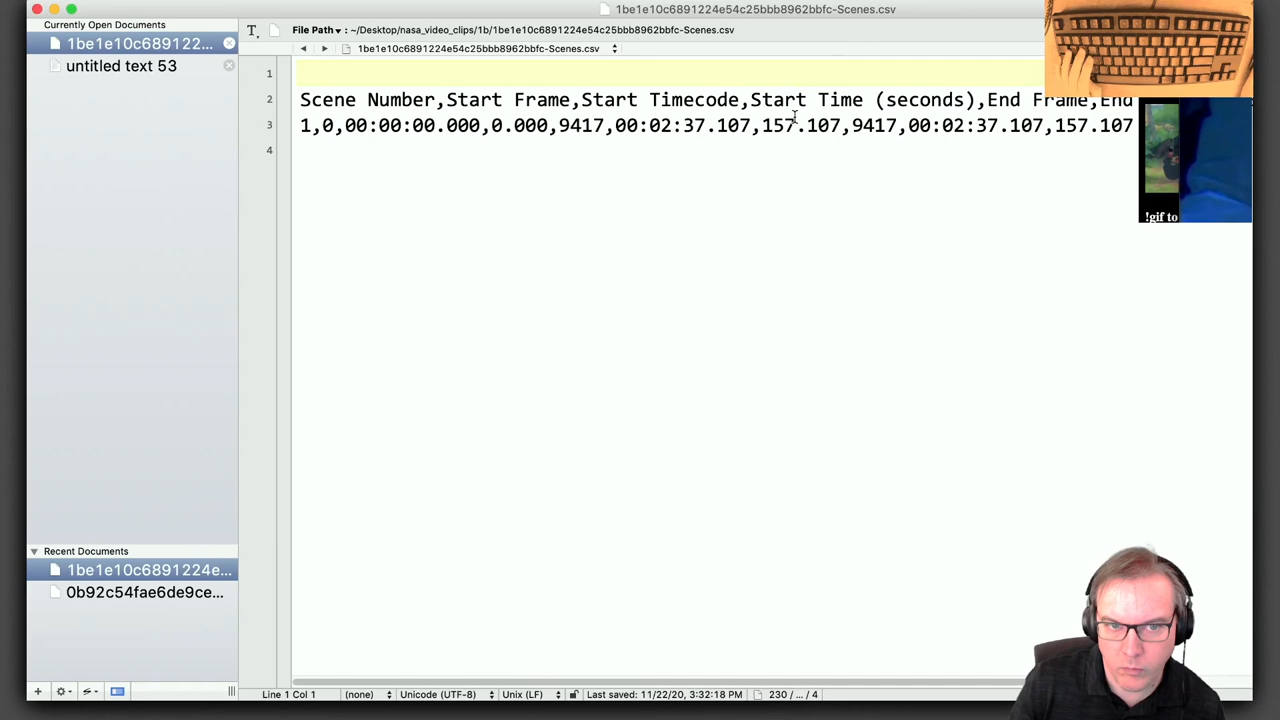 Currently Open Documents
1be1e10c689122...
untitled text 53
1be1e10c6891224e54c25bbb8962bbfc-Scenes.csv
File Path ▾ : ~/Desktop/nasa_video_clips/1b/1be1e10c6891224e54c25bbb8962bbfc-Scenes.csv
1be1e10c6891224e54c25bbb8962bbfc-Scenes.csv
1
2 Scene Number,Start Frame,Start Timecode,Start Time (seconds),End Frame,End
3 1,0,00:00:00.000,0.000,9417,00:02:37.107,157.107,9417,00:02:37.107,157.107
4
!gif to
Recent Documents
1be1e10c6891224e...
0b92c54fae6de9ce...
Line 1 Col 1 (none) Unicode (UTF-8) Unix (LF) Last saved: 11/22/20, 3:32:18 PM 230 / ... / 4